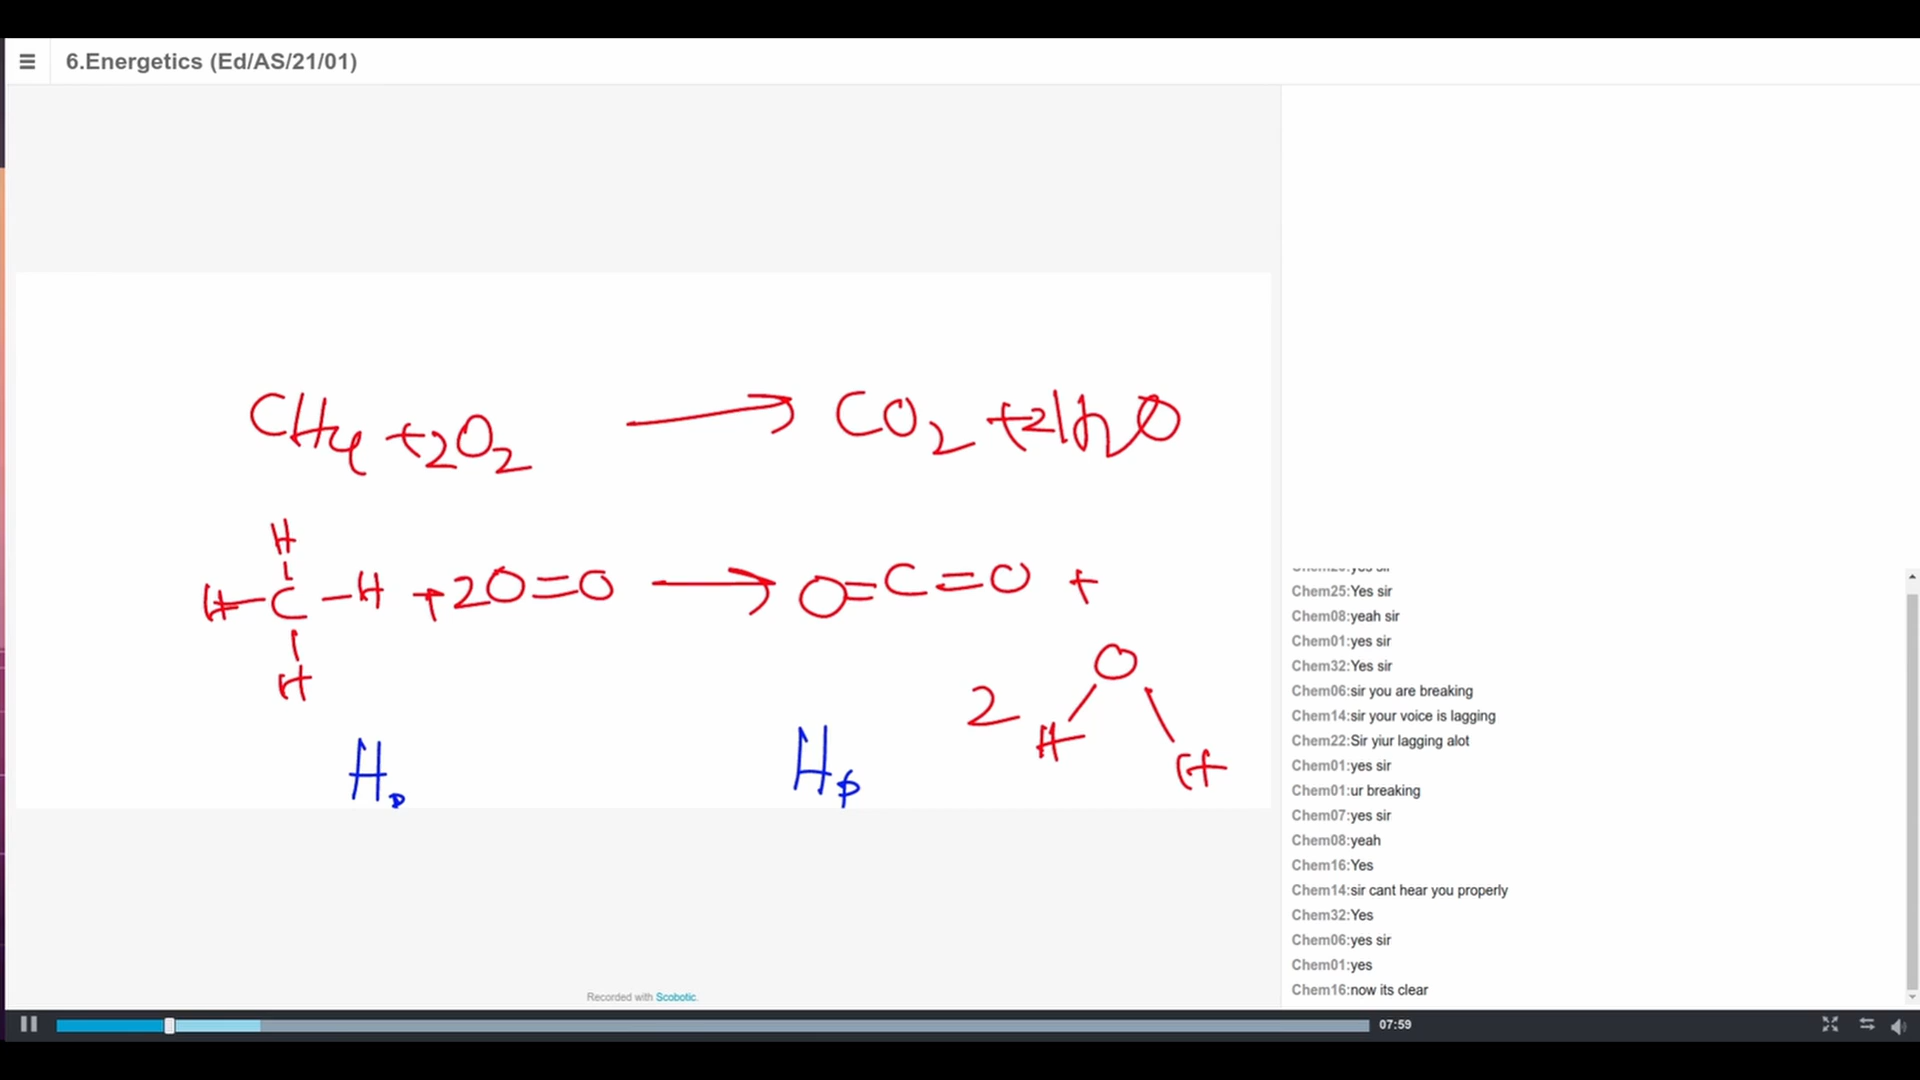 6.Energetics (Ed/AS/21/01)
CH4 + 2O2 → CO2 + 2H2O
H
H-C-H + 2O=O → O=C=O +
H
O
2
H H
H Hp
Chem25:Yes sir
Chem08:yeah sir
Chem01:yes sir
Chem32:Yes sir
Chem06:sir you are breaking
Chem14:sir your voice is lagging
Chem22:Sir yiur lagging alot
Chem01:yes sir
Chem01:ur breaking
Chem07:yes sir
Chem08:yeah
Chem16:Yes
Chem14:sir cant hear you properly
Chem32:Yes
Chem06:yes sir
Chem01:yes
Chem16:now its clear
Recorded with Scobotic.
07:59